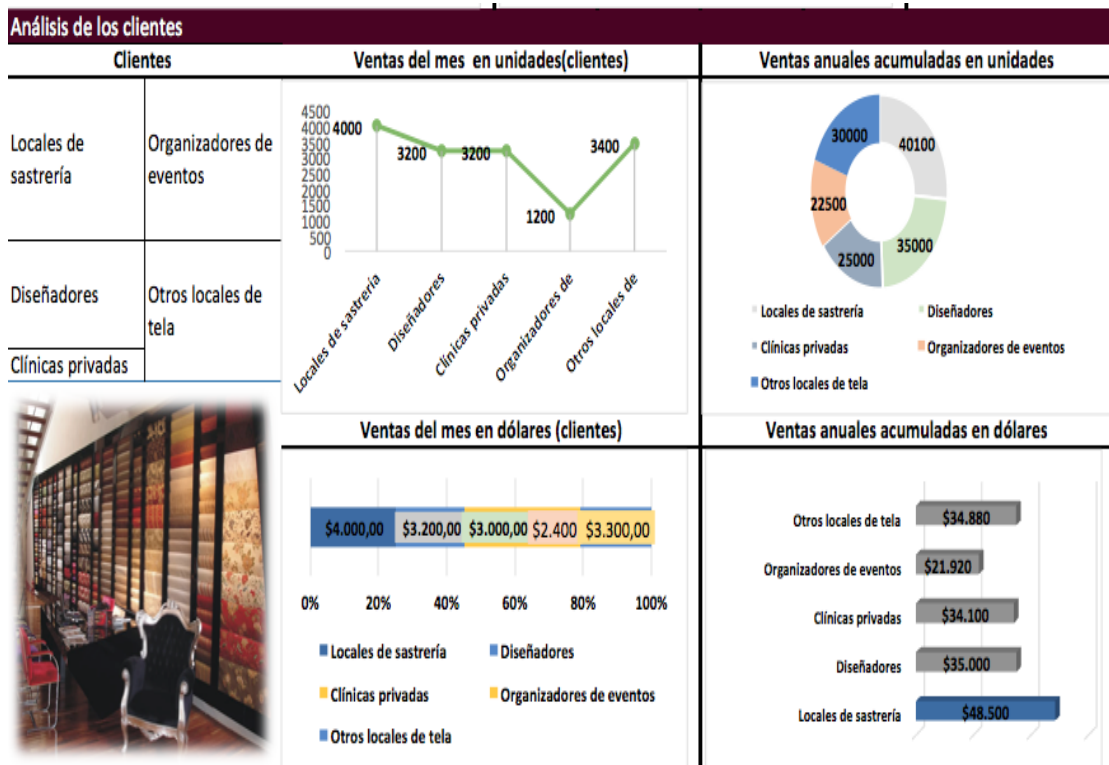 Análisis de los clientes
Clientes
Locales de
sastrería
Organizadores de
eventos
Diseñadores
Otros locales de
tela
Clínicas privadas
Ventas del mes en unidades(clientes)
4500
4000
3500
3000
2500
2000
1500
1000
500
0
4000
3200
3200
1200
3400
Locales de sastrería
Diseñadores
Clínicas privadas
Organizadores de
Otros locales de
Ventas anuales acumuladas en unidades
30000
40100
22500
35000
25000
Locales de sastrería
Diseñadores
Clínicas privadas
Organizadores de eventos
Otros locales de tela
Ventas del mes en dólares (clientes)
$4.000,00 $3.200,00 $3.000,00 $2.400 $3.300,00
0% 20% 40% 60% 80% 100%
Locales de sastrería
Diseñadores
Clínicas privadas
Organizadores de eventos
Otros locales de tela
Ventas anuales acumuladas en dólares
Otros locales de tela $34.880
Organizadores de eventos $21.920
Clínicas privadas $34.100
Diseñadores $35.000
Locales de sastrería $48.500